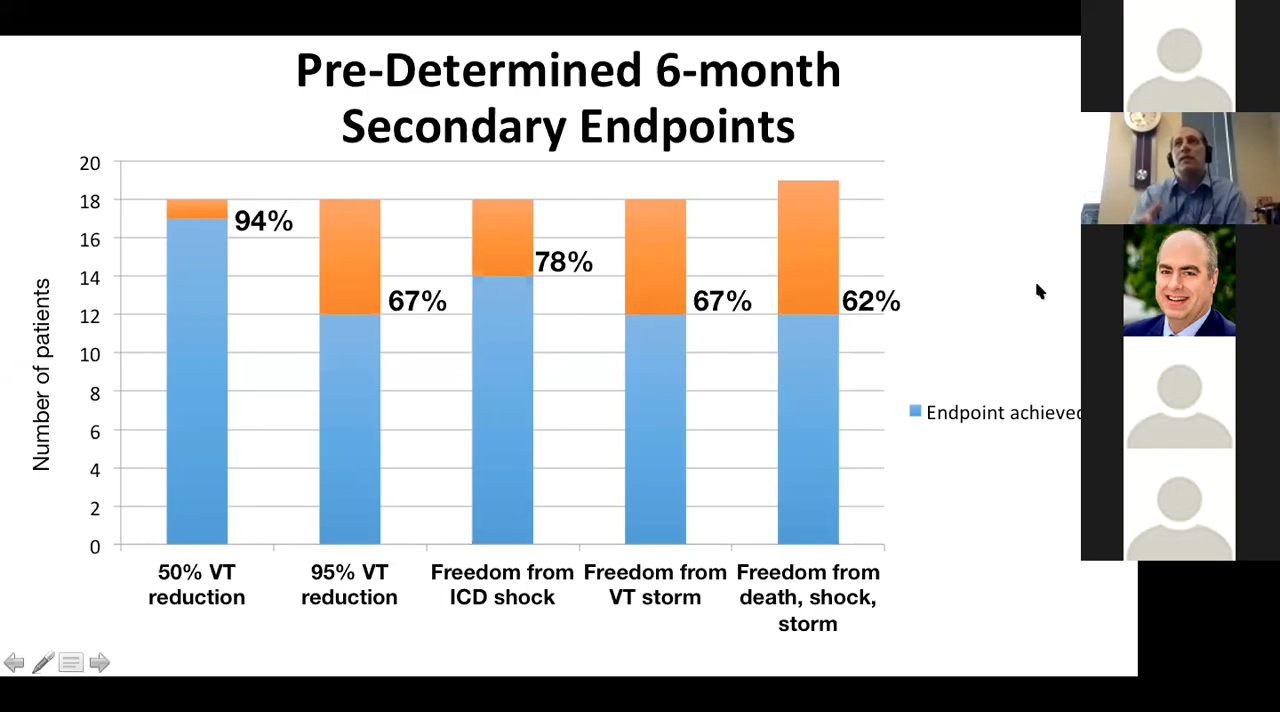 Pre-Determined 6-month
Secondary Endpoints
Number of patients
20
18
16
14
12
10
8
6
4
2
0
94%
67%
78%
67%
62%
50% VT
reduction
95% VT
reduction
Freedom from
ICD shock
Freedom from
VT storm
Freedom from
death, shock,
storm
Endpoint achieved